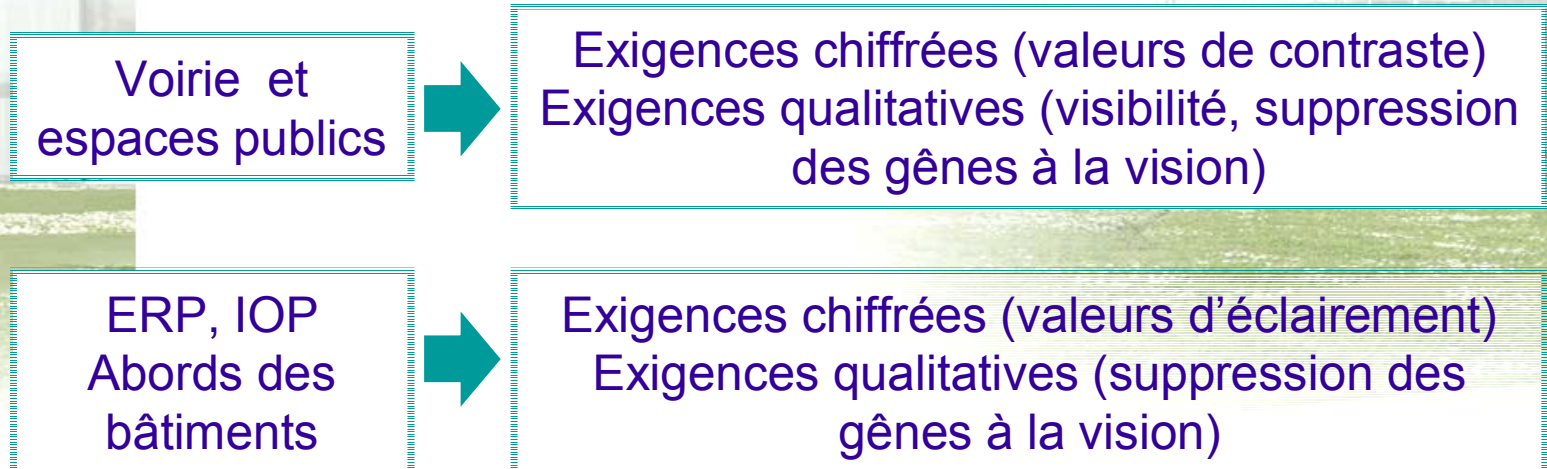 Voirie et
espaces publics
Exigences chiffrées (valeurs de contraste)
Exigences qualitatives (visibilité, suppression
des gênes à la vision)
ERP, IOP
Abords des
bâtiments
Exigences chiffrées (valeurs d’éclairement)
Exigences qualitatives (suppression des
gênes à la vision)